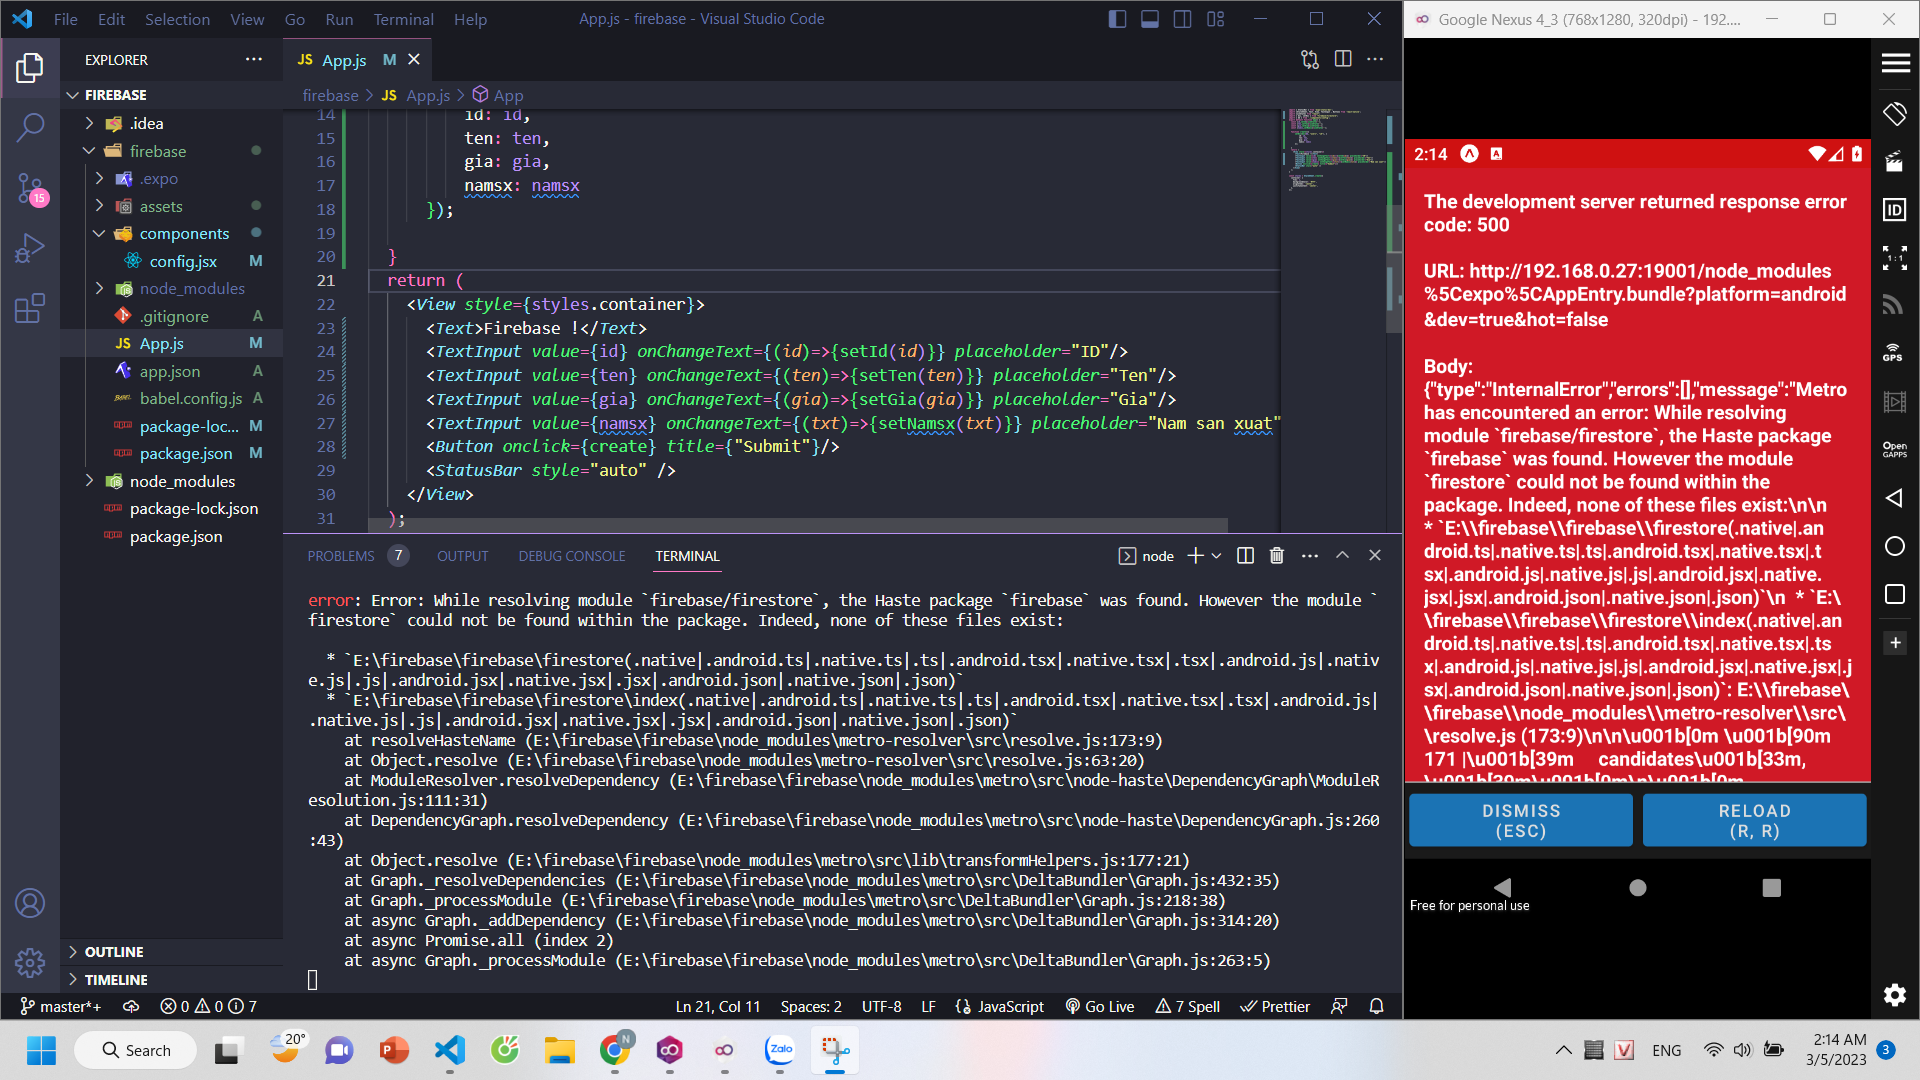 File Edit Selection View Go Run Terminal Help
App.js - firebase - Visual Studio Code
EXPLORER
FIREBASE
.idea
firebase
.expo
assets
components
config.jsx M
node_modules
.gitignore A
JS App.js M
app.json A
babel.config.js A
package-loc... M
package.json M
node_modules
package-lock.json
package.json
OUTLINE
TIMELINE
15
JS App.js M
firebase > JS App.js > App
14 id: id,
15 ten: ten,
16 gia: gia,
17 namsx: namsx
18 });
19
20 }
21 return (
22 <View style={styles.container}>
23 <Text>Firebase !</Text>
24 <TextInput value={id} onChangeText={(id)=>{setId(id)}} placeholder="ID"/>
25 <TextInput value={ten} onChangeText={(ten)=>{setTen(ten)}} placeholder="Ten"/>
26 <TextInput value={gia} onChangeText={(gia)=>{setGia(gia)}} placeholder="Gia"/>
27 <TextInput value={namsx} onChangeText={(txt)=>{setNamsx(txt)}} placeholder="Nam san xuat"
28 <Button onclick={create} title={"Submit"}/>
29 <StatusBar style="auto" />
30 </View>
31 );
PROBLEMS 7 OUTPUT DEBUG CONSOLE TERMINAL
node
error: Error: While resolving module `firebase/firestore`, the Haste package `firebase` was found. However the module `
firestore` could not be found within the package. Indeed, none of these files exist:
* `E:\firebase\firebase\firestore(.native|.android.ts|.native.ts|.ts|.android.tsx|.native.tsx|.tsx|.android.js|.nativ
e.js|.js|.android.jsx|.native.jsx|.jsx|.android.json|.native.json|.json)`
* `E:\firebase\firebase\firestore\index(.native|.android.ts|.native.ts|.ts|.android.tsx|.native.tsx|.tsx|.android.js|
.native.js|.js|.android.jsx|.native.jsx|.jsx|.android.json|.native.json|.json)`
at resolveHasteName (E:\firebase\firebase\node_modules\metro-resolver\src\resolve.js:173:9)
at Object.resolve (E:\firebase\firebase\node_modules\metro-resolver\src\resolve.js:63:20)
at ModuleResolver.resolveDependency (E:\firebase\firebase\node_modules\metro\src\node-haste\DependencyGraph\ModuleR
esolution.js:111:31)
at DependencyGraph.resolveDependency (E:\firebase\firebase\node_modules\metro\src\node-haste\DependencyGraph.js:260
:43)
at Object.resolve (E:\firebase\firebase\node_modules\metro\src\lib\transformHelpers.js:177:21)
at Graph._resolveDependencies (E:\firebase\firebase\node_modules\metro\src\DeltaBundler\Graph.js:432:35)
at Graph._processModule (E:\firebase\firebase\node_modules\metro\src\DeltaBundler\Graph.js:218:38)
at async Graph._addDependency (E:\firebase\firebase\node_modules\metro\src\DeltaBundler\Graph.js:314:20)
at async Promise.all (index 2)
at async Graph._processModule (E:\firebase\firebase\node_modules\metro\src\DeltaBundler\Graph.js:263:5)
master*+ 0 0 7
Ln 21, Col 11 Spaces: 2 UTF-8 LF JavaScript Go Live 7 Spell Prettier
Google Nexus 4_3 (768x1280, 320dpi) - 192....
2:14
The development server returned response error
code: 500
URL: http://192.168.0.27:19001/node_modules
%5Cexpo%5CAppEntry.bundle?platform=android
&dev=true&hot=false
Body:
{"type":"InternalError","errors":[],"message":"Metro
has encountered an error: While resolving
module `firebase/firestore`, the Haste package
`firebase` was found. However the module
`firestore` could not be found within the
package. Indeed, none of these files exist:\n\n
* `E:\\firebase\\firebase\\firestore(.native|.an
droid.ts|.native.ts|.ts|.android.tsx|.native.tsx|.t
sx|.android.js|.native.js|.js|.android.jsx|.native.
jsx|.jsx|.android.json|.native.json|.json)`\n * `E:\
\firebase\\firebase\\firestore\\index(.native|.an
droid.ts|.native.ts|.ts|.android.tsx|.native.tsx|.ts
x|.android.js|.native.js|.js|.android.jsx|.native.jsx|.j
sx|.android.json|.native.json|.json)`: E:\\firebase\
\firebase\\node_modules\\metro-resolver\\src\
\resolve.js (173:9)\n\n\u001b[0m \u001b[90m
171 |\u001b[39m candidates\u001b[33m,
\u001b[39m\u001b[0m\n\u001b[0m
DISMISS
(ESC)
RELOAD
(R, R)
Free for personal use
ID
1:1
GPS
Open
GAPPS
Search
20°
N
Zalo
ENG
2:14 AM
3/5/2023
3